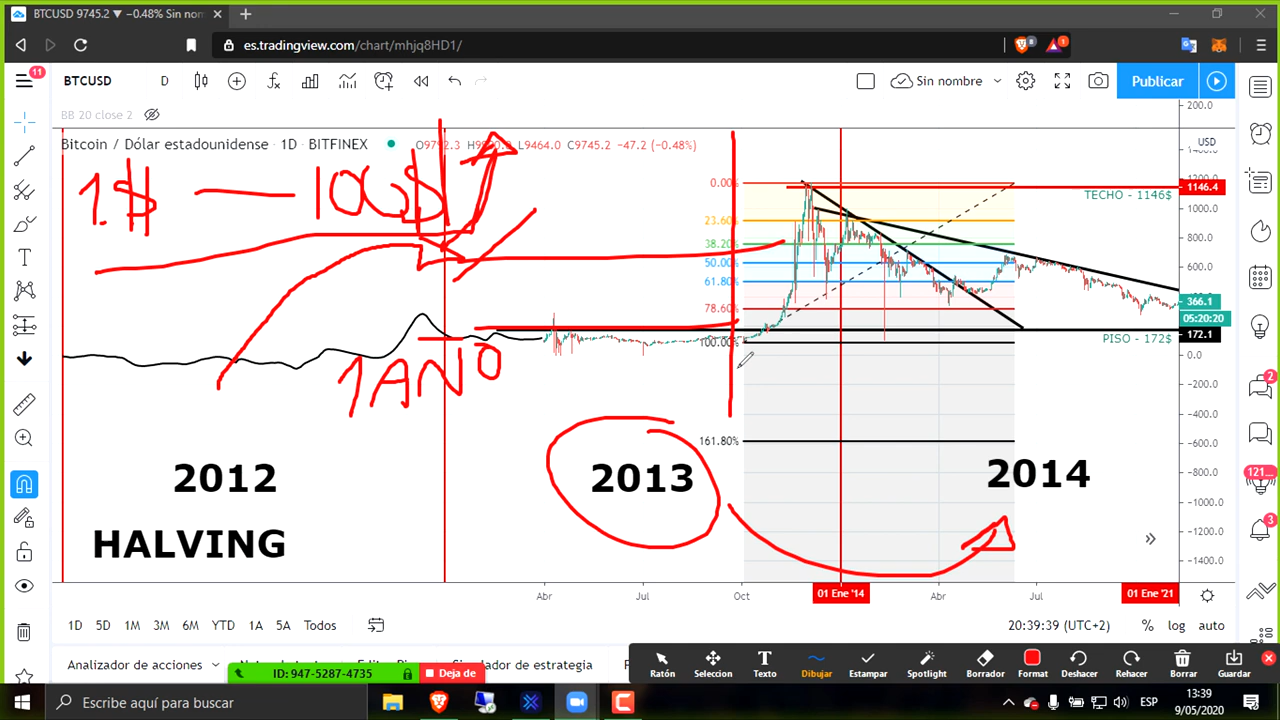 BTCUSD 9745.2 ▼ −0.48% Sin nom
es.tradingview.com/chart/mhjq8HD1/
8
1
11
BTCUSD
D
Sin nombre
Publicar
BB 20 close 2
Bitcoin / Dólar estadounidense · 1D · BITFINEX
L9464.0 C9745.2 −47.2 (−0.48%)
USD
200.0
1$ — 100$
0.00%
23.60%
38.20%
50.00%
61.80%
78.60%
100.00%
161.80%
TECHO - 1146$
1146.4
1200.0
1000.0
800.0
600.0
366.1
05:20:20
172.1
PISO - 172$
0.0
-200.0
-400.0
-600.0
-800.0
-1000.0
-1200.0
-1400.0
1 AÑO
2012
2013
2014
HALVING
Abr
Jul
Oct
01 Ene '14
Abr
Jul
01 Ene '21
1D 5D 1M 3M 6M YTD 1A 5A Todos
20:39:39 (UTC+2)
% log auto
2
121...
3
Analizador de acciones
Simulador de estrategia
ID: 947-5287-4735
Deja de
Ratón
Seleccion
Texto
Dibujar
Estampar
Spotlight
Borrador
Format
Deshacer
Rehacer
Borrar
Guardar
Escribe aquí para buscar
ESP
13:39
9/05/2020